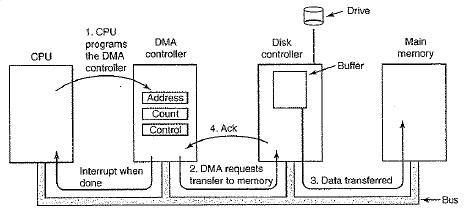 Drive
1. CPU
programs
the DMA
controller
CPU
DMA
controller
Disk
controller
Main
memory
Buffer
Address
Count
Control
4. Ack
Interrupt when
done
2. DMA requests
transfer to memory
3. Data transferred
Bus